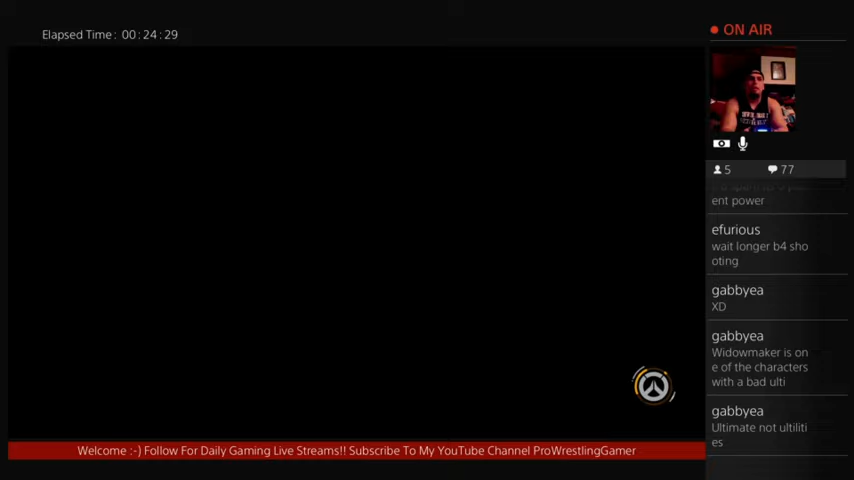 Elapsed Time: 00:24:29
ON AIR
5
77
ent power
efurious
wait longer b4 sho
oting
gabbyea
XD
gabbyea
Widowmaker is on
e of the characters
with a bad ulti
gabbyea
Ultimate not ultiliti
es
Welcome :-) Follow For Daily Gaming Live Streams!! Subscribe To My YouTube Channel ProWrestlingGamer